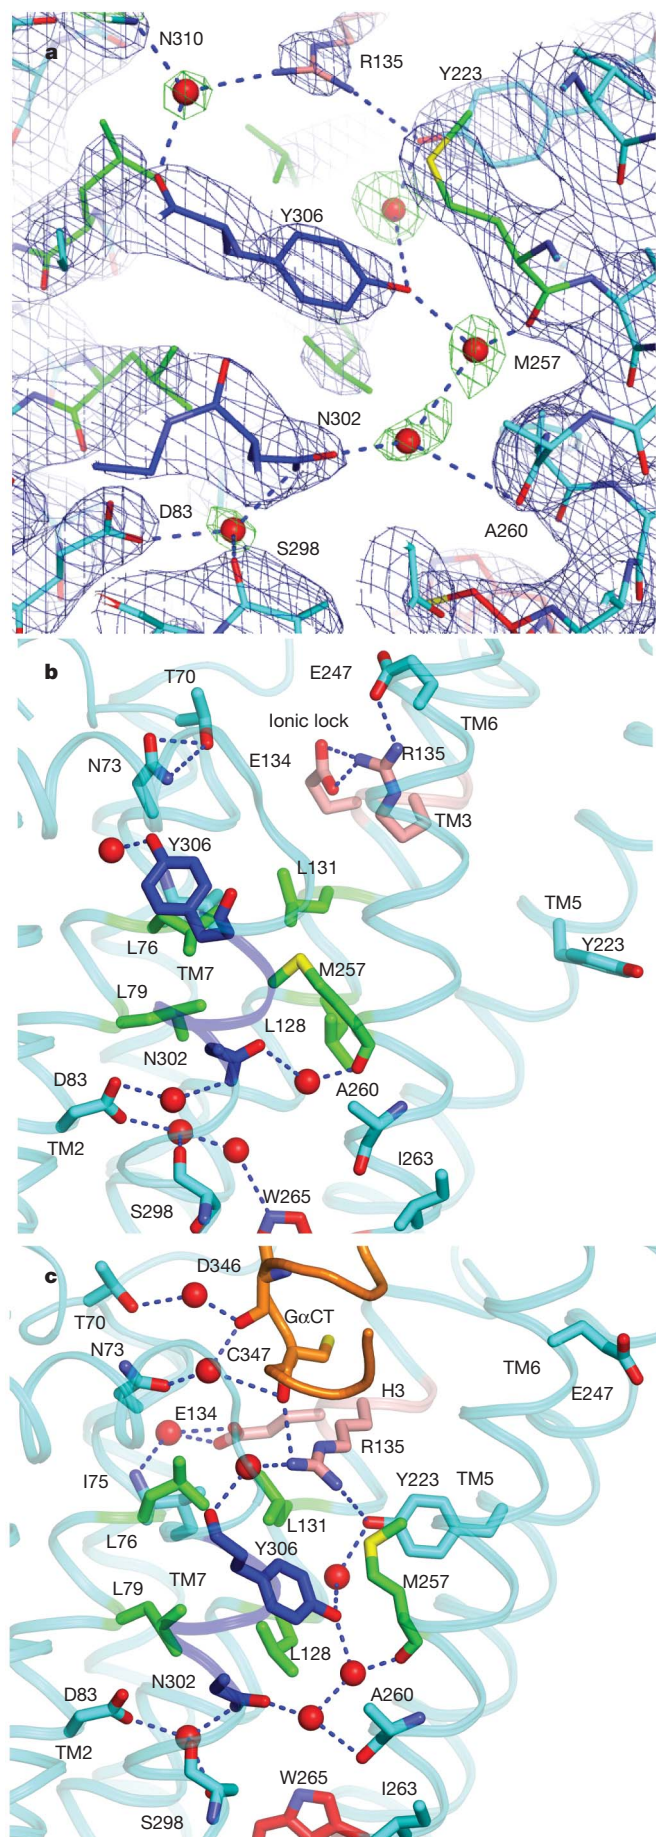 a
N310
R135
Y223
Y306
M257
N302
D83
A260
S298
b
T70
E247
TM6
Ionic lock
N73
E134
R135
TM3
Y306
L131
TM5
Y223
L76
TM7
M257
L79
L128
N302
D83
A260
TM2
I263
S298
W265
c
D346
T70
GαCT
N73
C347
TM6
H3
E247
E134
R135
I75
Y223
TM5
L76
L131
Y306
L79
TM7
M257
L128
N302
D83
A260
TM2
W265
I263
S298